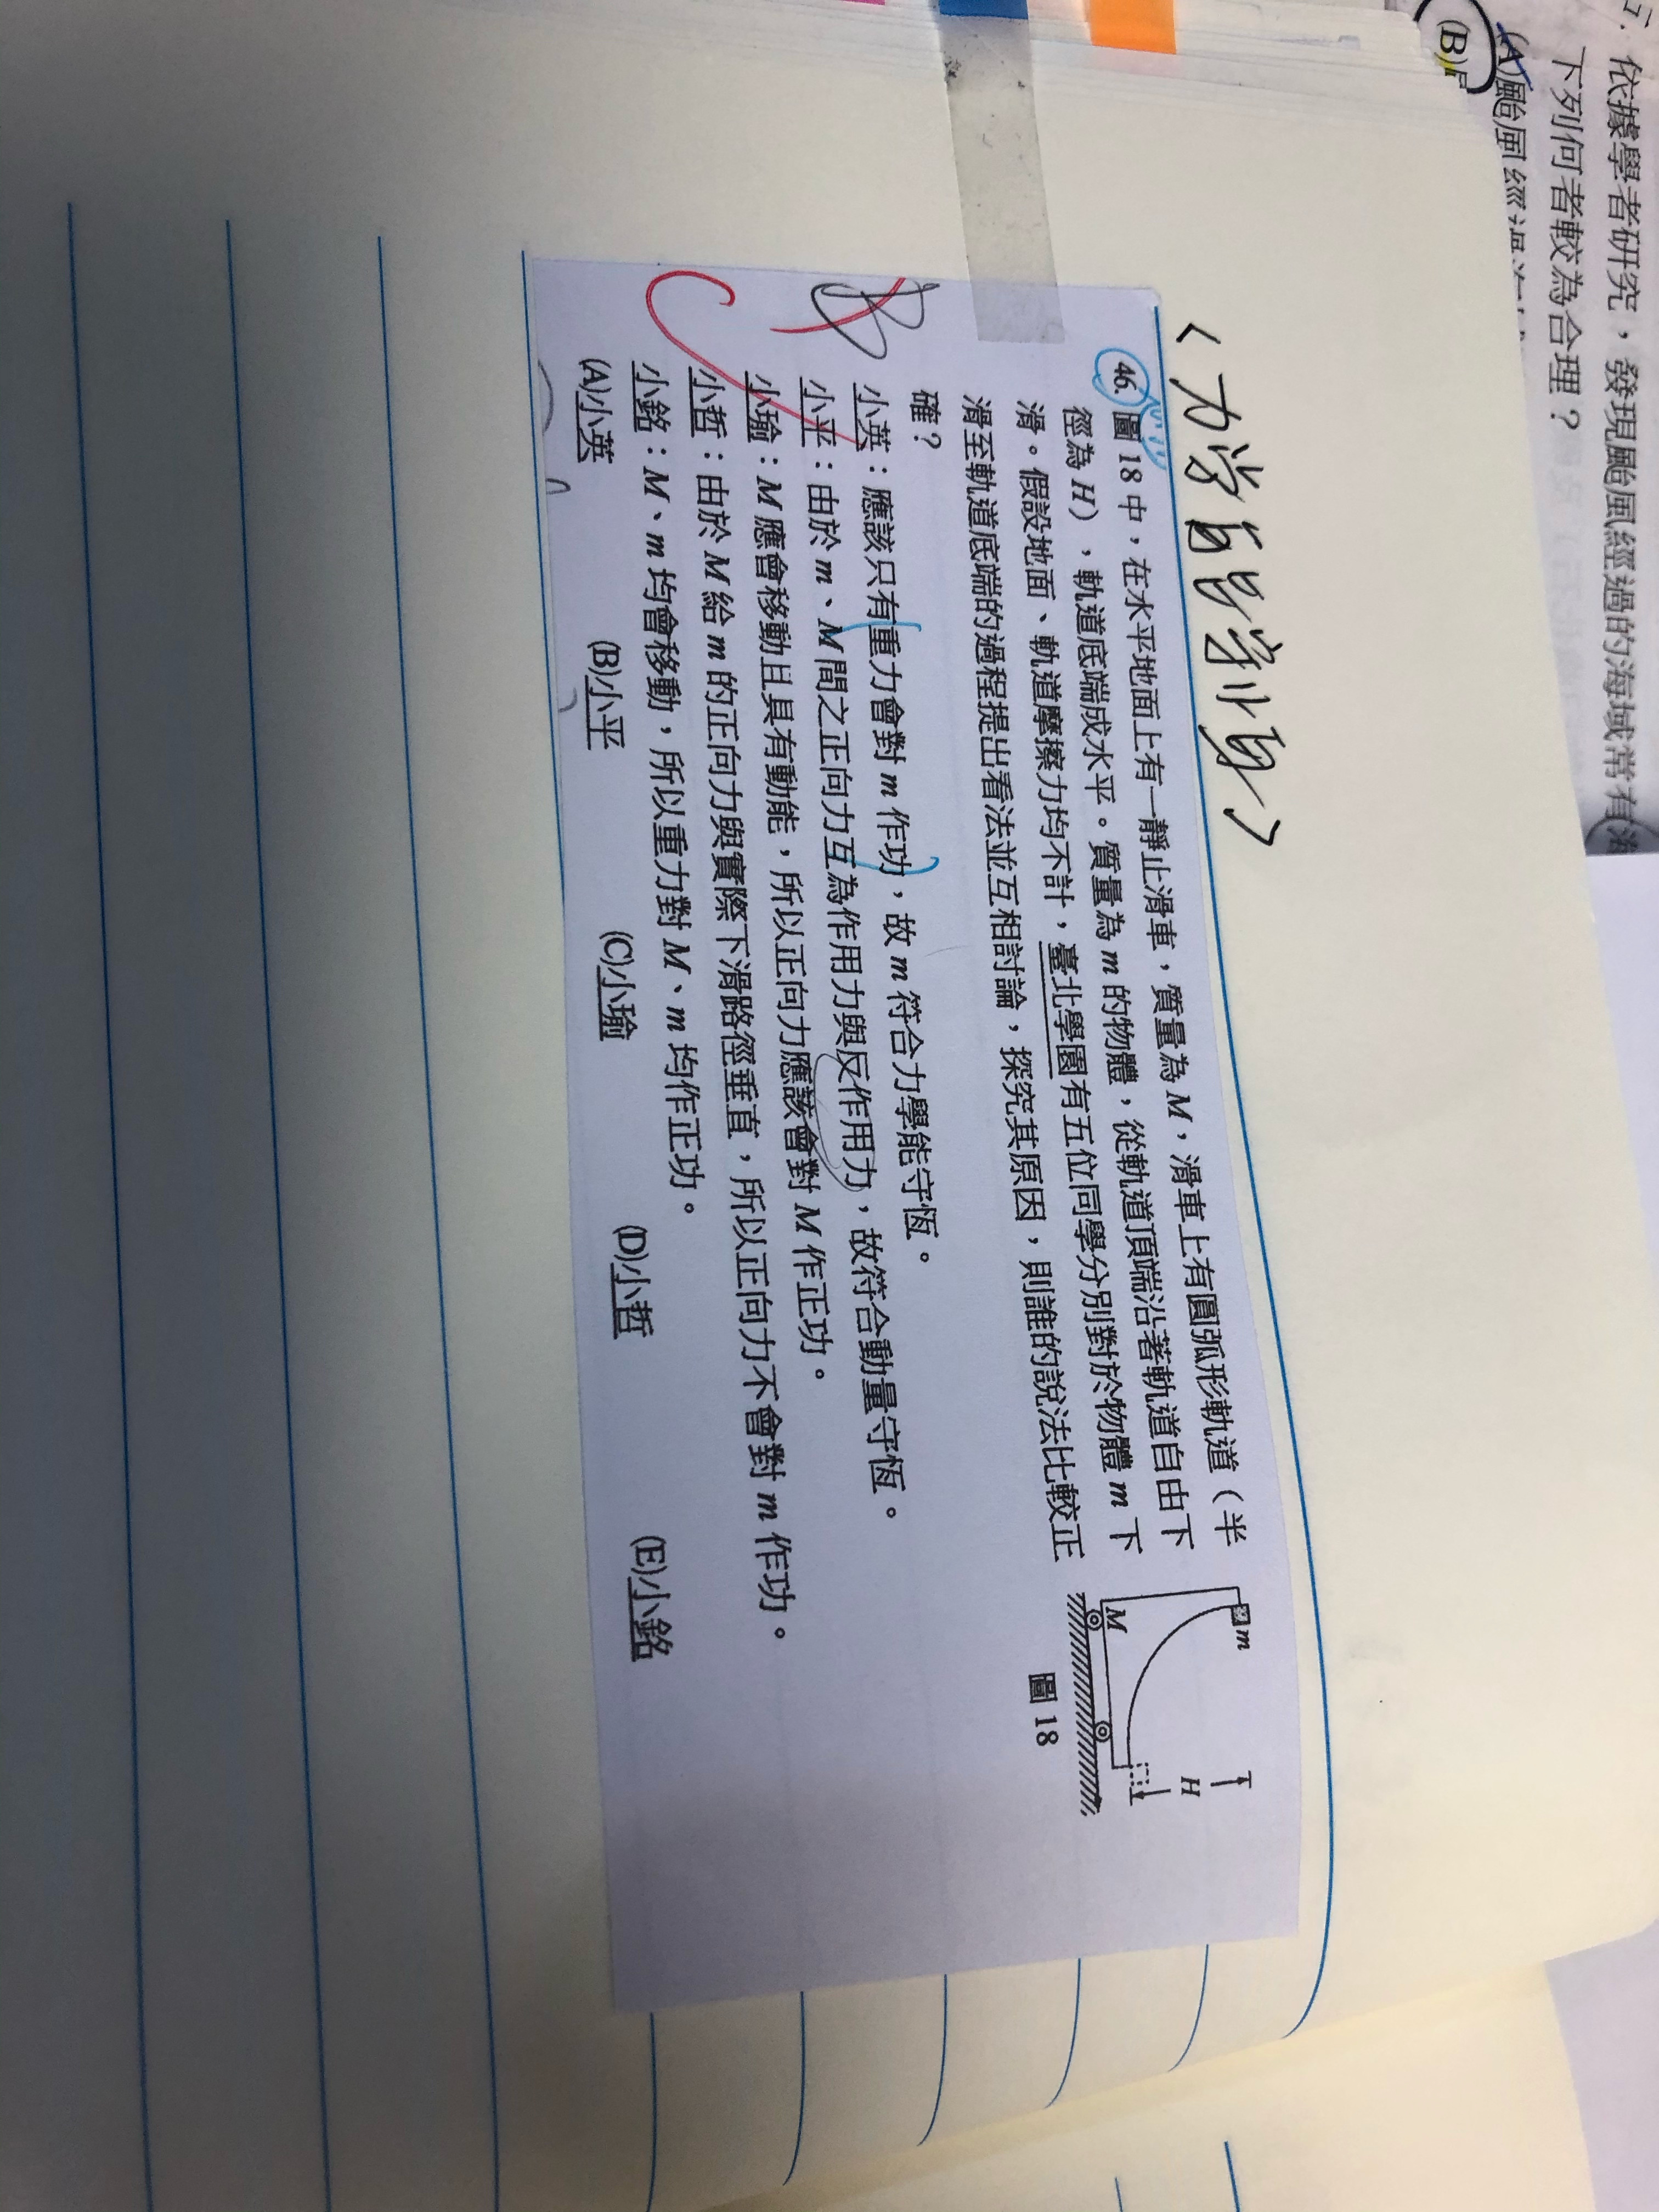 5. 依據學者研究，發現颱風經過的海域常有
下列何者較為合理？
(A)颱風經過
(B)
〈力學能守恆〉
46. 圖 18 中，在水平地面上有一靜止滑車，質量為 M，滑車上有圓弧形軌道（半
徑為 H），軌道底端成水平。質量為 m 的物體，從軌道頂端沿著軌道自由下
滑。假設地面、軌道摩擦力均不計，臺北學園有五位同學分別對於物體 m 下
滑至軌道底端的過程提出看法並互相討論，探究其原因，則誰的說法比較正
確？
小英：應該只有重力會對 m 作功，故 m 符合力學能守恆。
小平：由於 m、M 間之正向力互為作用力與反作用力，故符合動量守恆。
小瑜：M 應會移動且具有動能，所以正向力應該會對 M 作正功。
小哲：由於 M 給 m 的正向力與實際下滑路徑垂直，所以正向力不會對 m 作功。
小銘：M、m 均會移動，所以重力對 M、m 均作正功。
(A)小英 (B)小平 (C)小瑜 (D)小哲 (E)小銘
m
H
M
圖 18